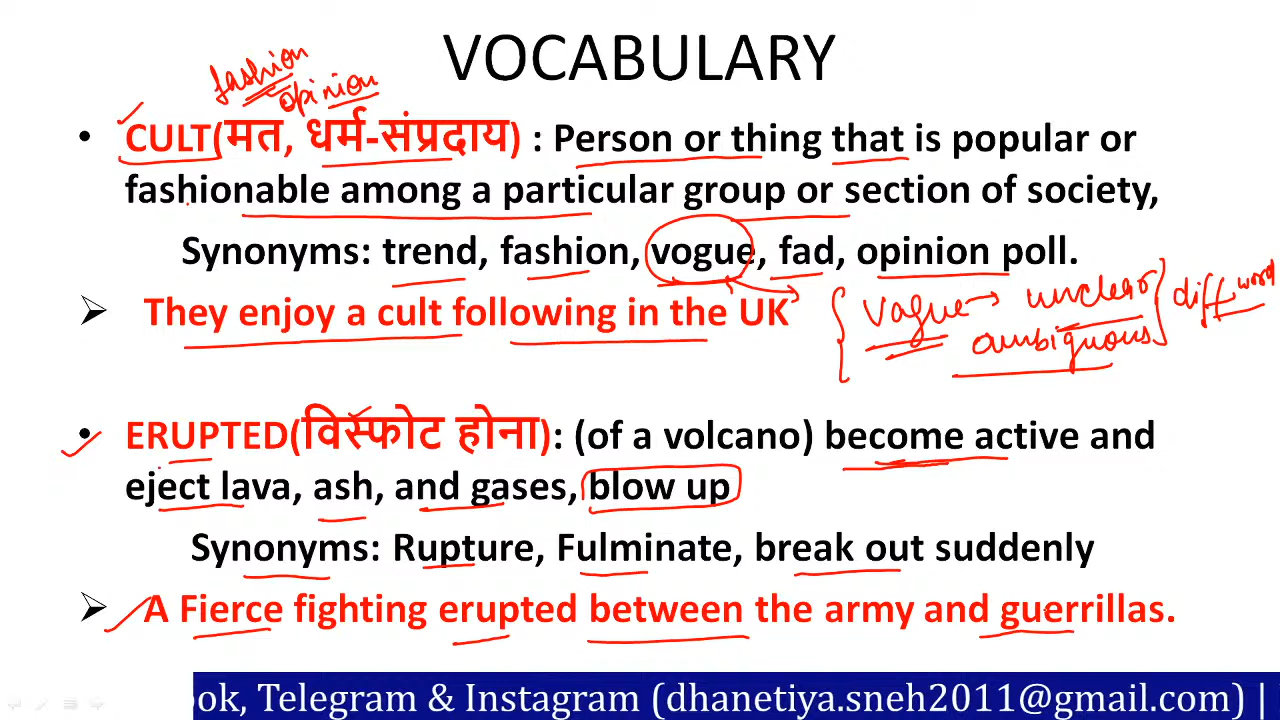 VOCABULARY
fashion
opinion
• CULT(मत, धर्म-संप्रदाय) : Person or thing that is popular or
fashionable among a particular group or section of society,
Synonyms: trend, fashion, vogue, fad, opinion poll.
➢ They enjoy a cult following in the UK
vague → unclear
ambiguous
diff word
• ERUPTED(विस्फोट होना): (of a volcano) become active and
eject lava, ash, and gases, blow up
Synonyms: Rupture, Fulminate, break out suddenly
➢ A Fierce fighting erupted between the army and guerrillas.
ook, Telegram & Instagram (dhanetiya.sneh2011@gmail.com) |